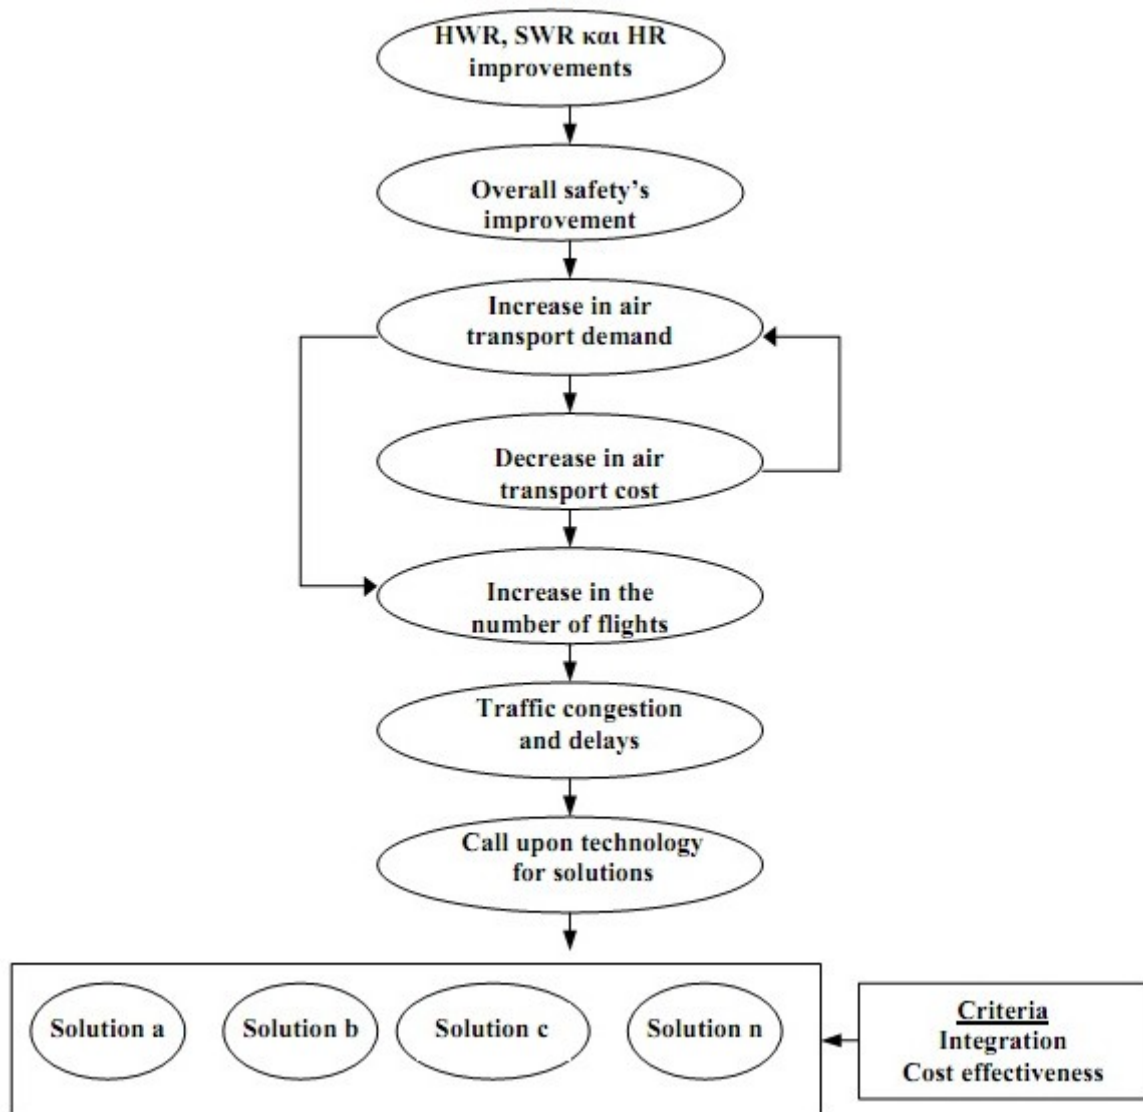 HWR, SWR και HR
improvements
Overall safety's
improvement
Increase in air
transport demand
Decrease in air
transport cost
Increase in the
number of flights
Traffic congestion
and delays
Call upon technology
for solutions
Solution a
Solution b
Solution c
Solution n
Criteria
Integration
Cost effectiveness